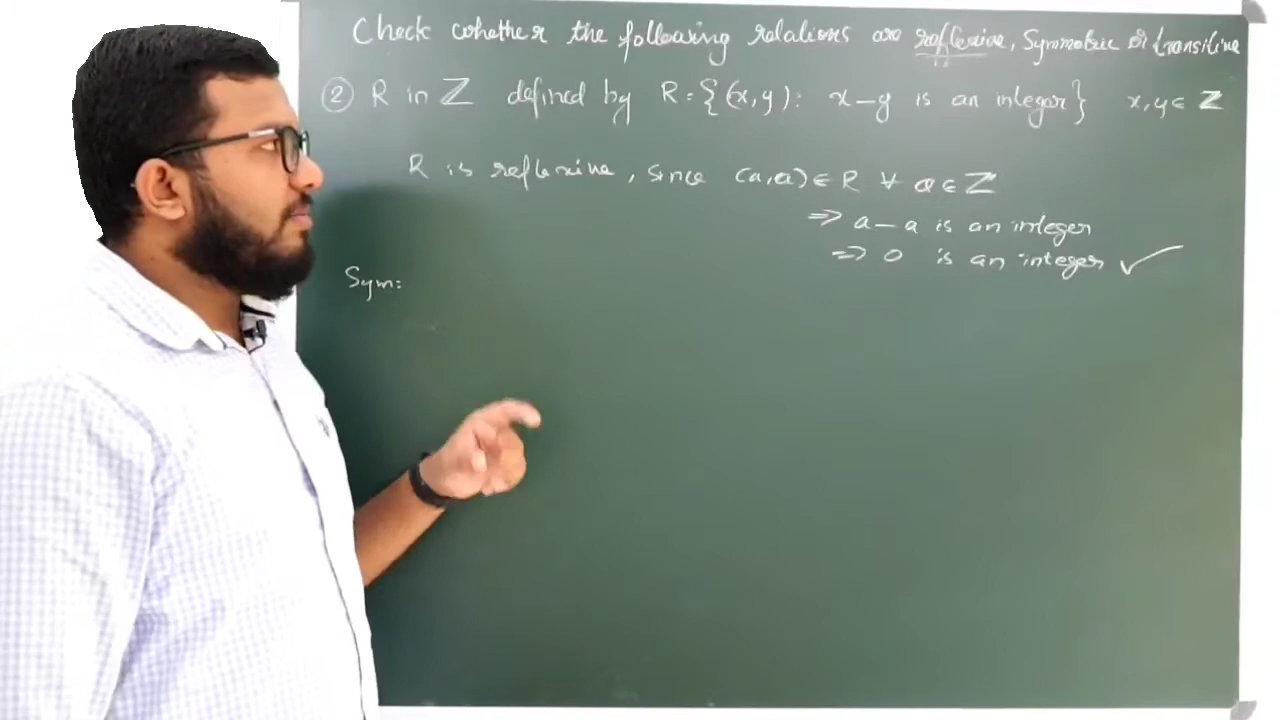 Check whether the following relations are reflexive, Symmetric or transitive
② R in ℤ defined by R = {(x,y): x – y is an integer} x, y ∈ ℤ
R is reflexive, since (a,a) ∈ R ∀ a ∈ ℤ
⇒ a – a is an integer
⇒ 0 is an integer ✓
Sym: